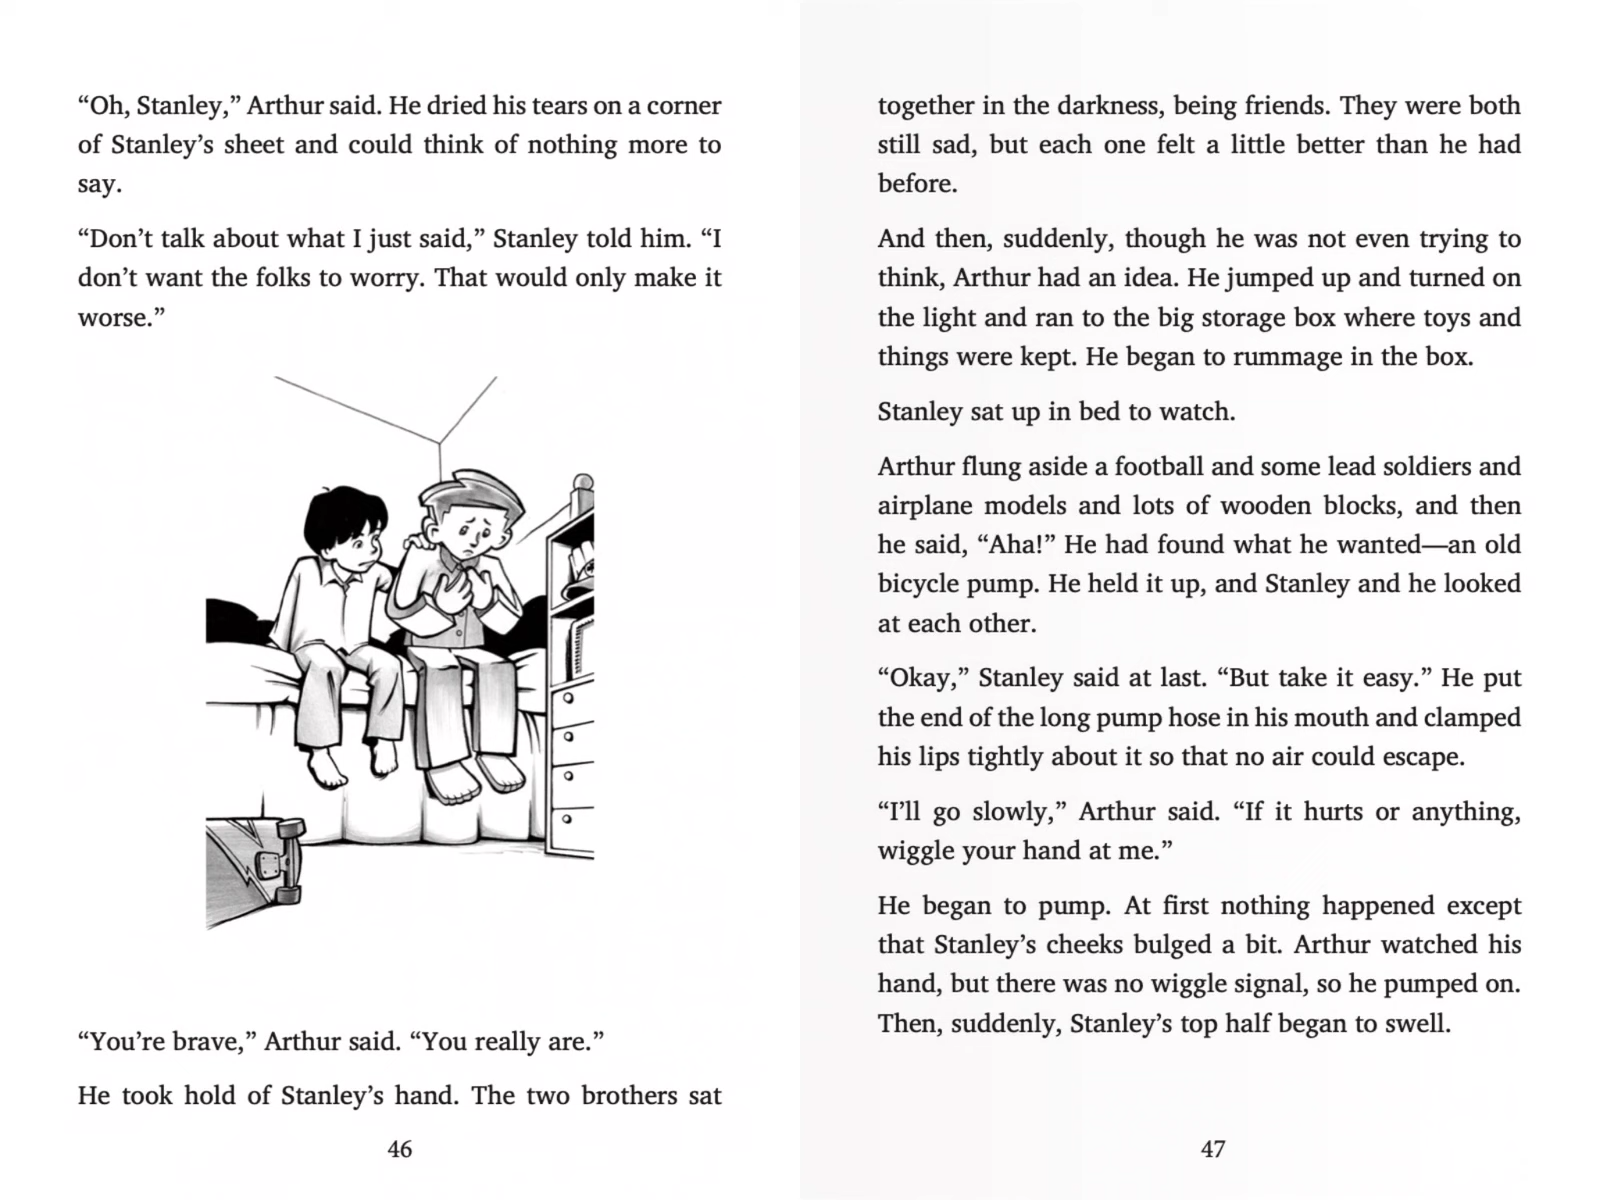 “Oh, Stanley,” Arthur said. He dried his tears on a corner
of Stanley’s sheet and could think of nothing more to
say.
“Don’t talk about what I just said,” Stanley told him. “I
don’t want the folks to worry. That would only make it
worse.”
“You’re brave,” Arthur said. “You really are.”
He took hold of Stanley’s hand. The two brothers sat
46
together in the darkness, being friends. They were both
still sad, but each one felt a little better than he had
before.
And then, suddenly, though he was not even trying to
think, Arthur had an idea. He jumped up and turned on
the light and ran to the big storage box where toys and
things were kept. He began to rummage in the box.
Stanley sat up in bed to watch.
Arthur flung aside a football and some lead soldiers and
airplane models and lots of wooden blocks, and then
he said, “Aha!” He had found what he wanted—an old
bicycle pump. He held it up, and Stanley and he looked
at each other.
“Okay,” Stanley said at last. “But take it easy.” He put
the end of the long pump hose in his mouth and clamped
his lips tightly about it so that no air could escape.
“I’ll go slowly,” Arthur said. “If it hurts or anything,
wiggle your hand at me.”
He began to pump. At first nothing happened except
that Stanley’s cheeks bulged a bit. Arthur watched his
hand, but there was no wiggle signal, so he pumped on.
Then, suddenly, Stanley’s top half began to swell.
47